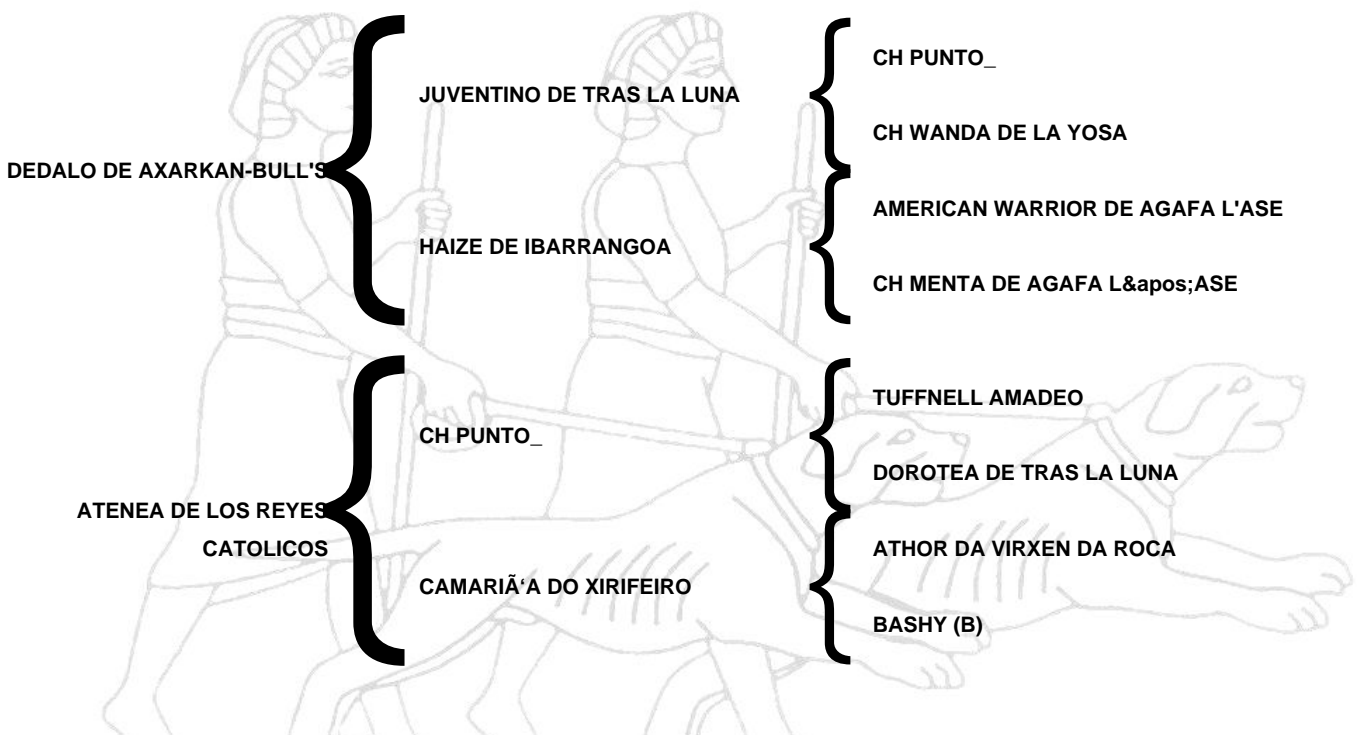 DEDALO DE AXARKAN-BULL'S
JUVENTINO DE TRAS LA LUNA
CH PUNTO_
CH WANDA DE LA YOSA
HAIZE DE IBARRANGOA
AMERICAN WARRIOR DE AGAFA L'ASE
CH MENTA DE AGAFA L&apos;ASE
ATENEA DE LOS REYES
CATOLICOS
CH PUNTO_
TUFFNELL AMADEO
DOROTEA DE TRAS LA LUNA
CAMARIÃ‘A DO XIRIFEIRO
ATHOR DA VIRXEN DA ROCA
BASHY (B)